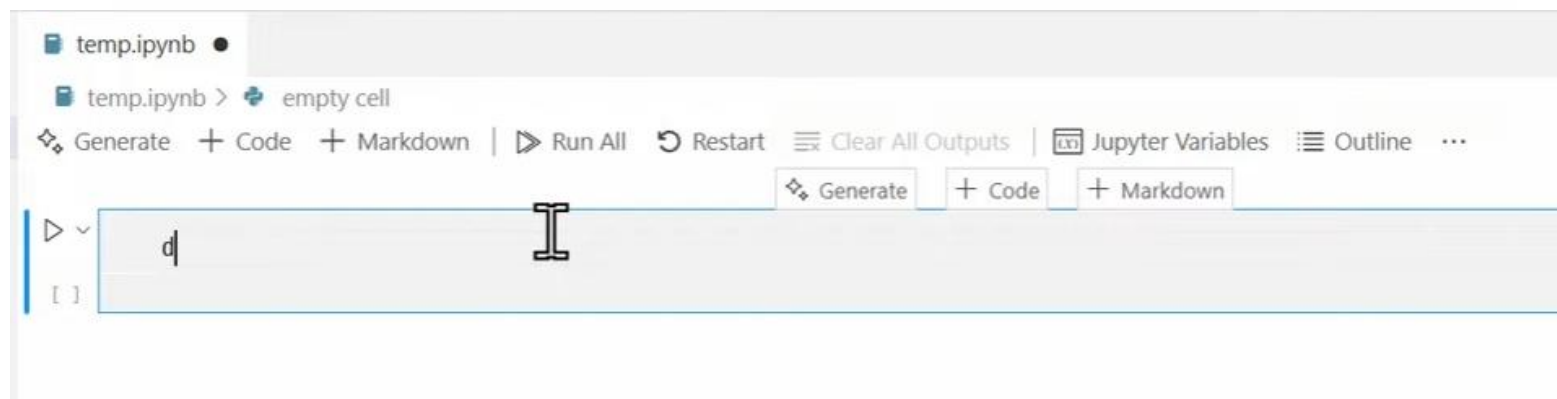 temp.ipynb ●
temp.ipynb > empty cell
Generate + Code + Markdown | Run All Restart Clear All Outputs | Jupyter Variables Outline ...
Generate + Code + Markdown
d
[ ]